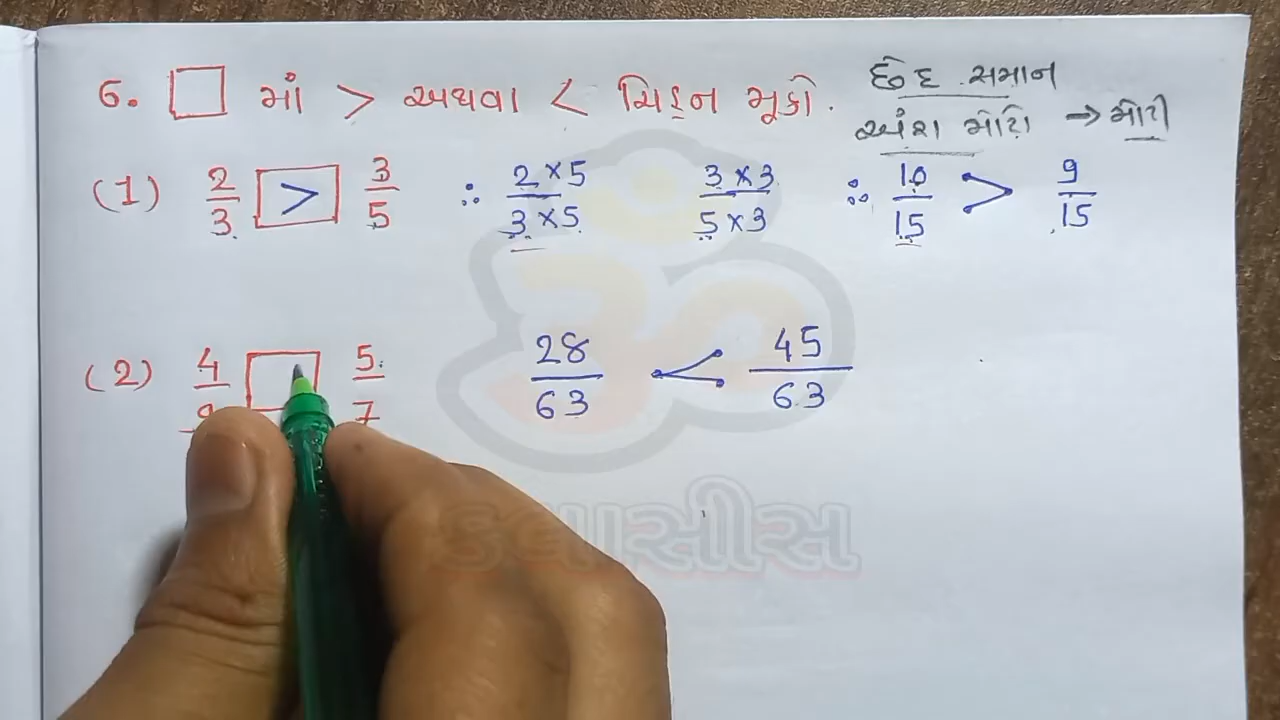 6. □ માં > અથવા < ચિહ્ન મૂકો.
છેદ સમાન
અંશ મોટો → મોટી
(1) 2/3 > 3/5 ∴ 2×5/3×5 3×3/5×3 ∴ 10/15 > 9/15
(2) 4/9 □ 5/7 28/63 < 45/63
ૐ ક્લાસીસ